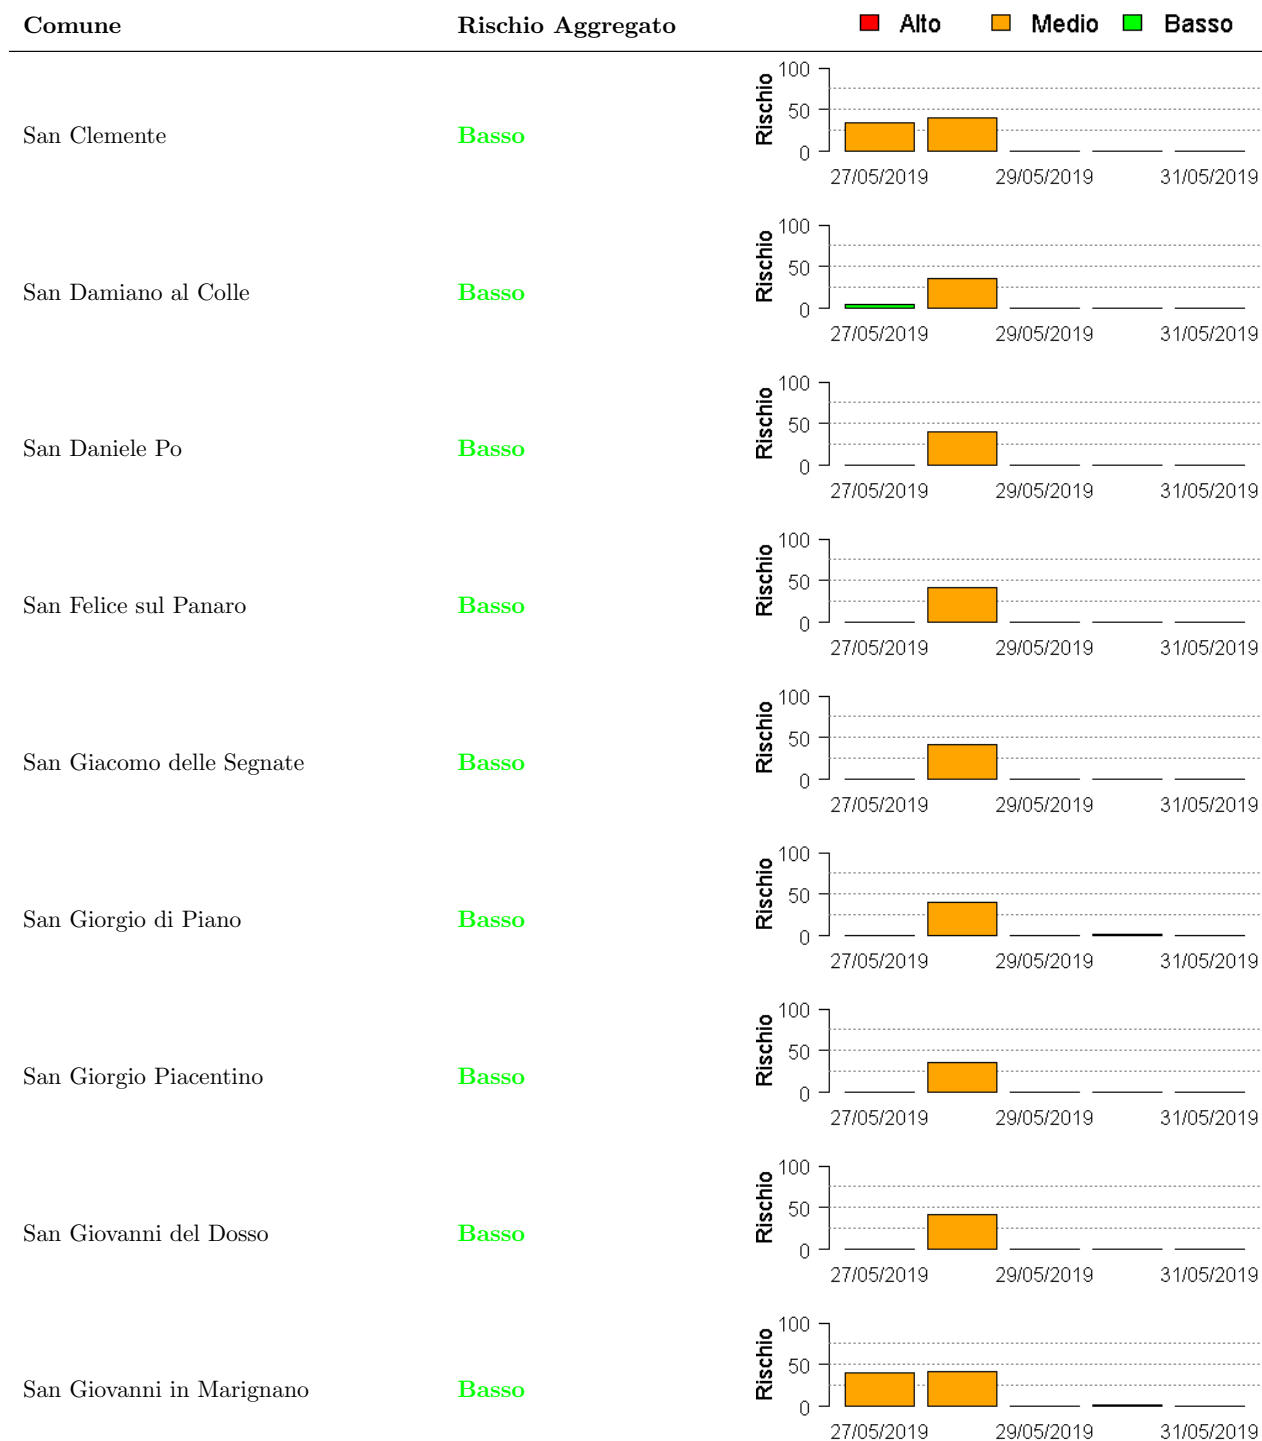 Comune Rischio Aggregato Alto Medio Basso
San Clemente Basso
Rischio
100
50
0
27/05/2019 29/05/2019 31/05/2019
San Damiano al Colle Basso
Rischio
100
50
0
27/05/2019 29/05/2019 31/05/2019
San Daniele Po Basso
Rischio
100
50
0
27/05/2019 29/05/2019 31/05/2019
San Felice sul Panaro Basso
Rischio
100
50
0
27/05/2019 29/05/2019 31/05/2019
San Giacomo delle Segnate Basso
Rischio
100
50
0
27/05/2019 29/05/2019 31/05/2019
San Giorgio di Piano Basso
Rischio
100
50
0
27/05/2019 29/05/2019 31/05/2019
San Giorgio Piacentino Basso
Rischio
100
50
0
27/05/2019 29/05/2019 31/05/2019
San Giovanni del Dosso Basso
Rischio
100
50
0
27/05/2019 29/05/2019 31/05/2019
San Giovanni in Marignano Basso
Rischio
100
50
0
27/05/2019 29/05/2019 31/05/2019